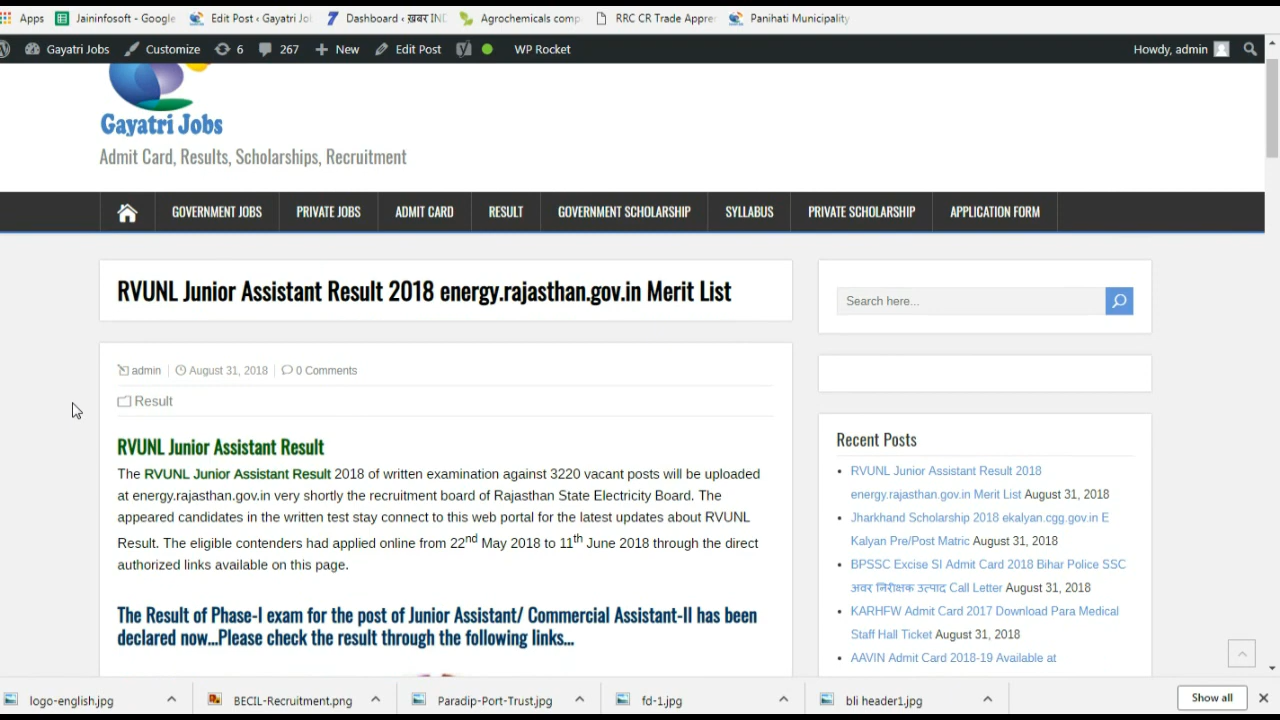 Apps Jaininfosoft - Google Edit Post ‹ Gayatri Jo Dashboard ‹ ख़बर IND Agrochemicals comp RRC CR Trade Appre Panihati Municipality
Gayatri Jobs Customize 6 267 New Edit Post WP Rocket Howdy, admin
Gayatri Jobs
Admit Card, Results, Scholarships, Recruitment
GOVERNMENT JOBS PRIVATE JOBS ADMIT CARD RESULT GOVERNMENT SCHOLARSHIP SYLLABUS PRIVATE SCHOLARSHIP APPLICATION FORM
RVUNL Junior Assistant Result 2018 energy.rajasthan.gov.in Merit List
admin August 31, 2018 0 Comments
Result
RVUNL Junior Assistant Result
The RVUNL Junior Assistant Result 2018 of written examination against 3220 vacant posts will be uploaded
at energy.rajasthan.gov.in very shortly the recruitment board of Rajasthan State Electricity Board. The
appeared candidates in the written test stay connect to this web portal for the latest updates about RVUNL
Result. The eligible contenders had applied online from 22nd May 2018 to 11th June 2018 through the direct
authorized links available on this page.
The Result of Phase-I exam for the post of Junior Assistant/ Commercial Assistant-II has been
declared now...Please check the result through the following links...
Search here...
Recent Posts
RVUNL Junior Assistant Result 2018
energy.rajasthan.gov.in Merit List August 31, 2018
Jharkhand Scholarship 2018 ekalyan.cgg.gov.in E
Kalyan Pre/Post Matric August 31, 2018
BPSSC Excise SI Admit Card 2018 Bihar Police SSC
अवर निरीक्षक उत्पाद Call Letter August 31, 2018
KARHFW Admit Card 2017 Download Para Medical
Staff Hall Ticket August 31, 2018
AAVIN Admit Card 2018-19 Available at
logo-english.jpg BECIL-Recruitment.png Paradip-Port-Trust.jpg fd-1.jpg bli header1.jpg Show all